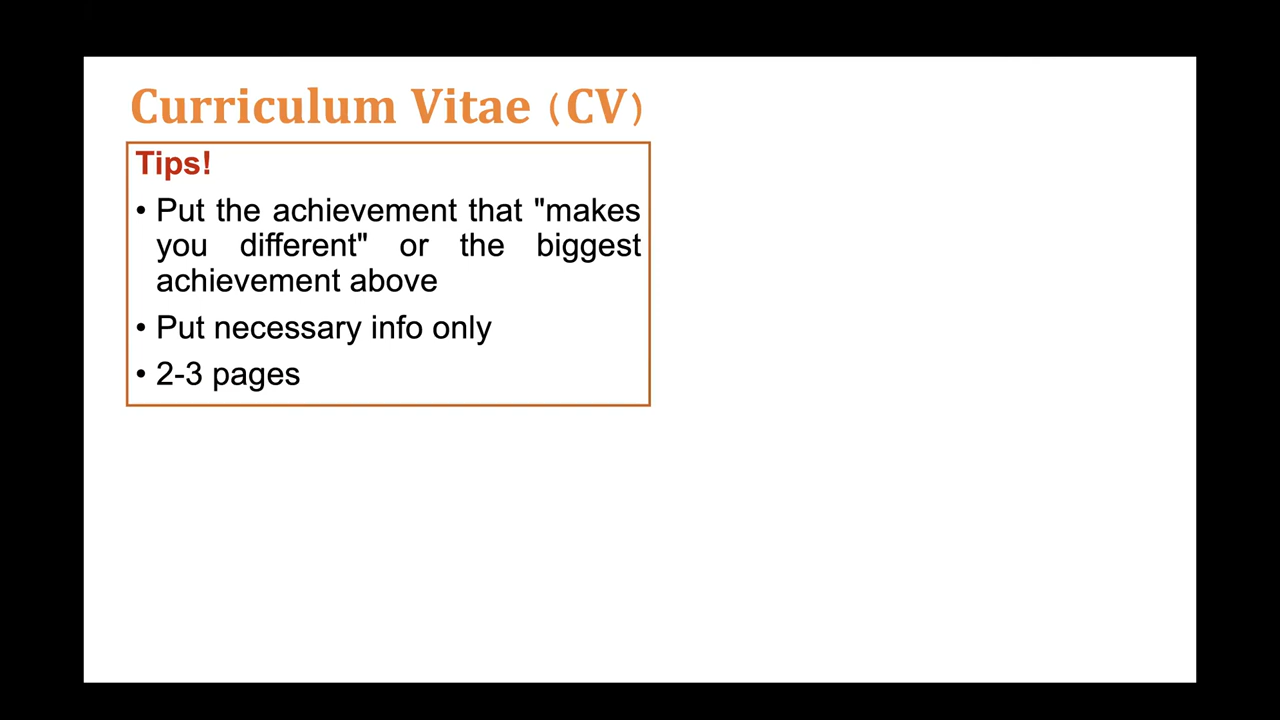 Curriculum Vitae (CV)
Tips!
• Put the achievement that "makes
you different" or the biggest
achievement above
• Put necessary info only
• 2-3 pages